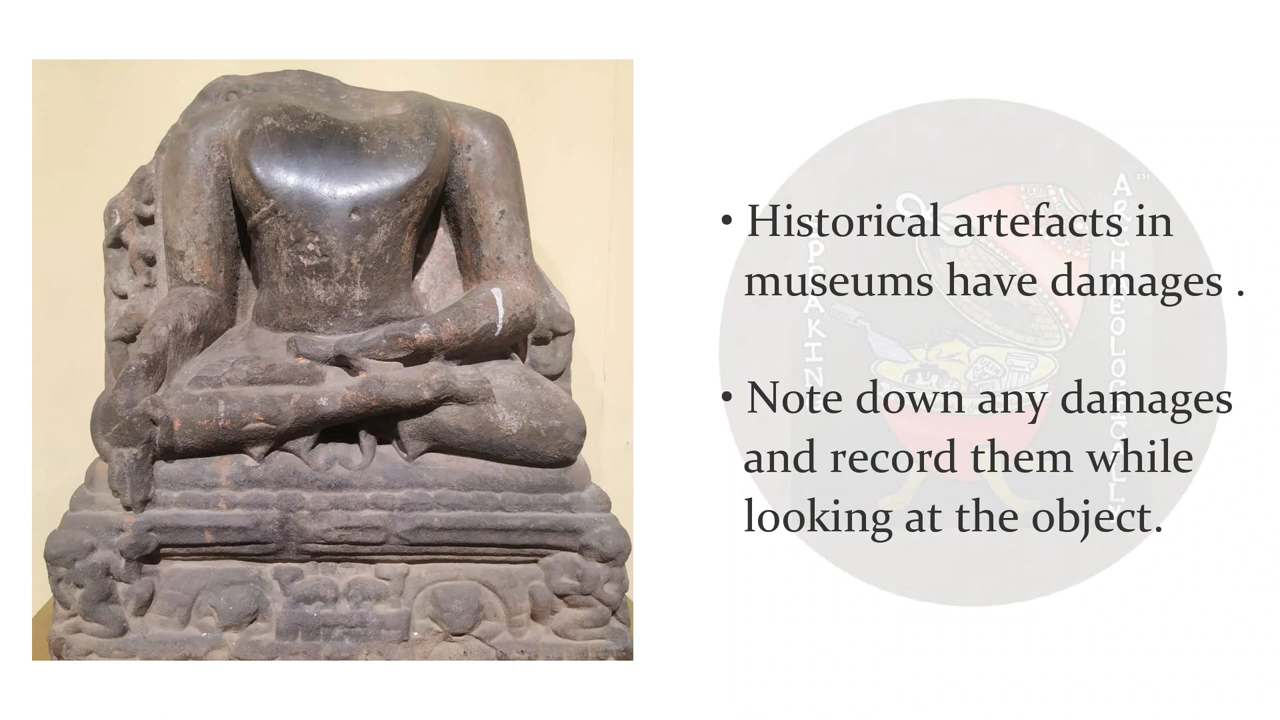 • Historical artefacts in
museums have damages .
• Note down any damages
and record them while
looking at the object.